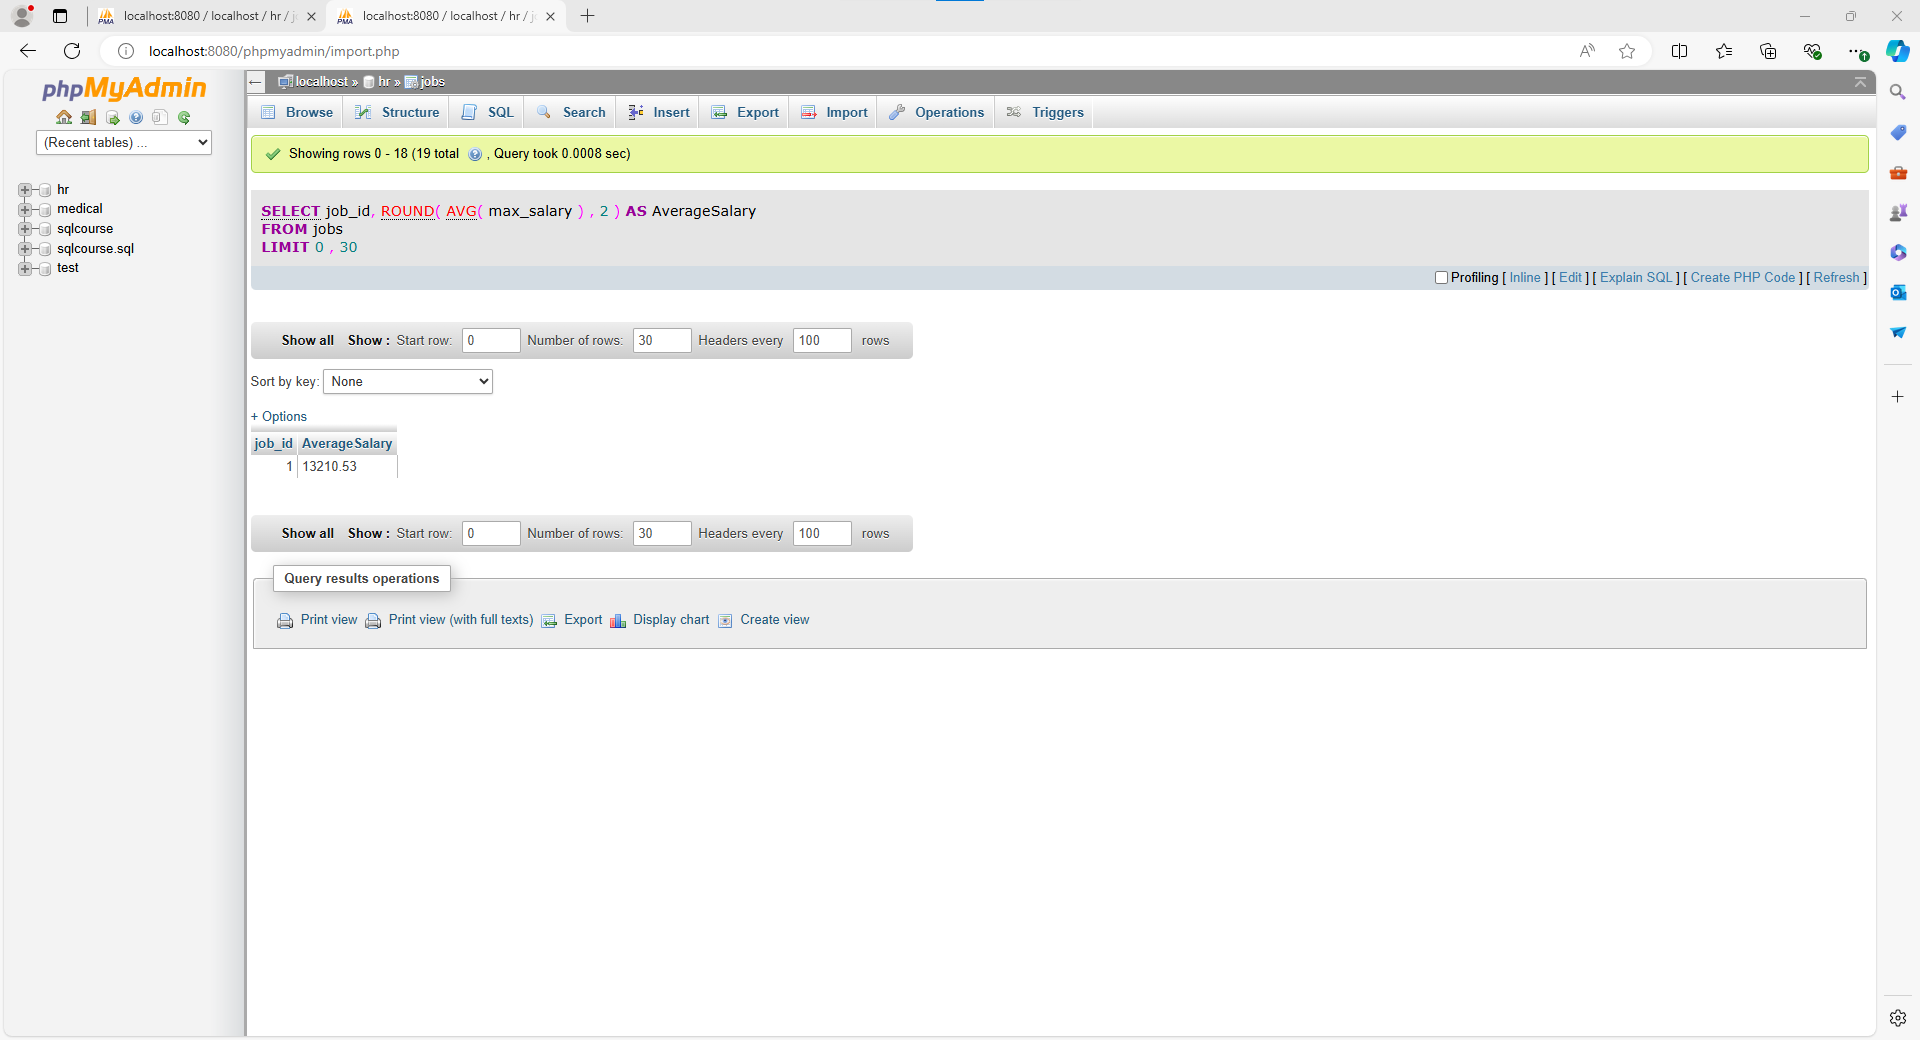 localhost:8080 / localhost / hr / j
localhost:8080 / localhost / hr / j
localhost:8080/phpmyadmin/import.php
phpMyAdmin
(Recent tables) ...
hr
medical
sqlcourse
sqlcourse.sql
test
localhost » hr » jobs
Browse Structure SQL Search Insert Export Import Operations Triggers
Showing rows 0 - 18 (19 total , Query took 0.0008 sec)
SELECT job_id, ROUND( AVG( max_salary ) , 2 ) AS AverageSalary
FROM jobs
LIMIT 0 , 30
Profiling [ Inline ] [ Edit ] [ Explain SQL ] [ Create PHP Code ] [ Refresh ]
Show all Show : Start row: 0 Number of rows: 30 Headers every 100 rows
Sort by key: None
+ Options
job_id AverageSalary
1 13210.53
Show all Show : Start row: 0 Number of rows: 30 Headers every 100 rows
Query results operations
Print view Print view (with full texts) Export Display chart Create view